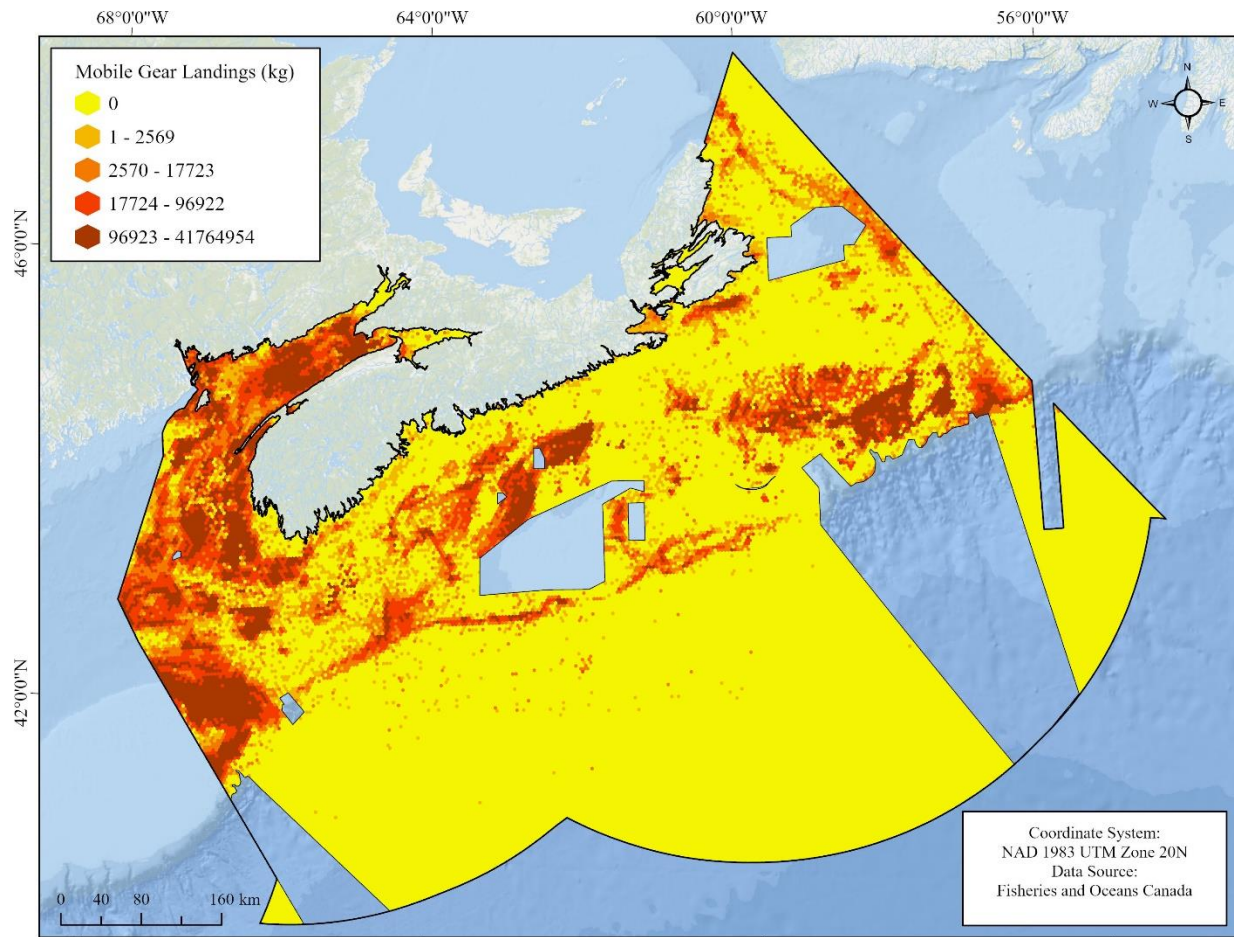 68°0'0"W 64°0'0"W 60°0'0"W 56°0'0"W
Mobile Gear Landings (kg)
0
1 - 2569
2570 - 17723
17724 - 96922
96923 - 41764954
N
W E
S
46°0'0"N
42°0'0"N
0 40 80 160 km
Coordinate System:
NAD 1983 UTM Zone 20N
Data Source:
Fisheries and Oceans Canada